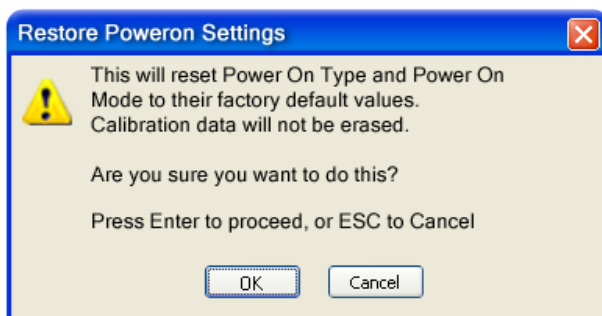 Restore Poweron Settings
This will reset Power On Type and Power On
Mode to their factory default values.
Calibration data will not be erased.
Are you sure you want to do this?
Press Enter to proceed, or ESC to Cancel
OK
Cancel